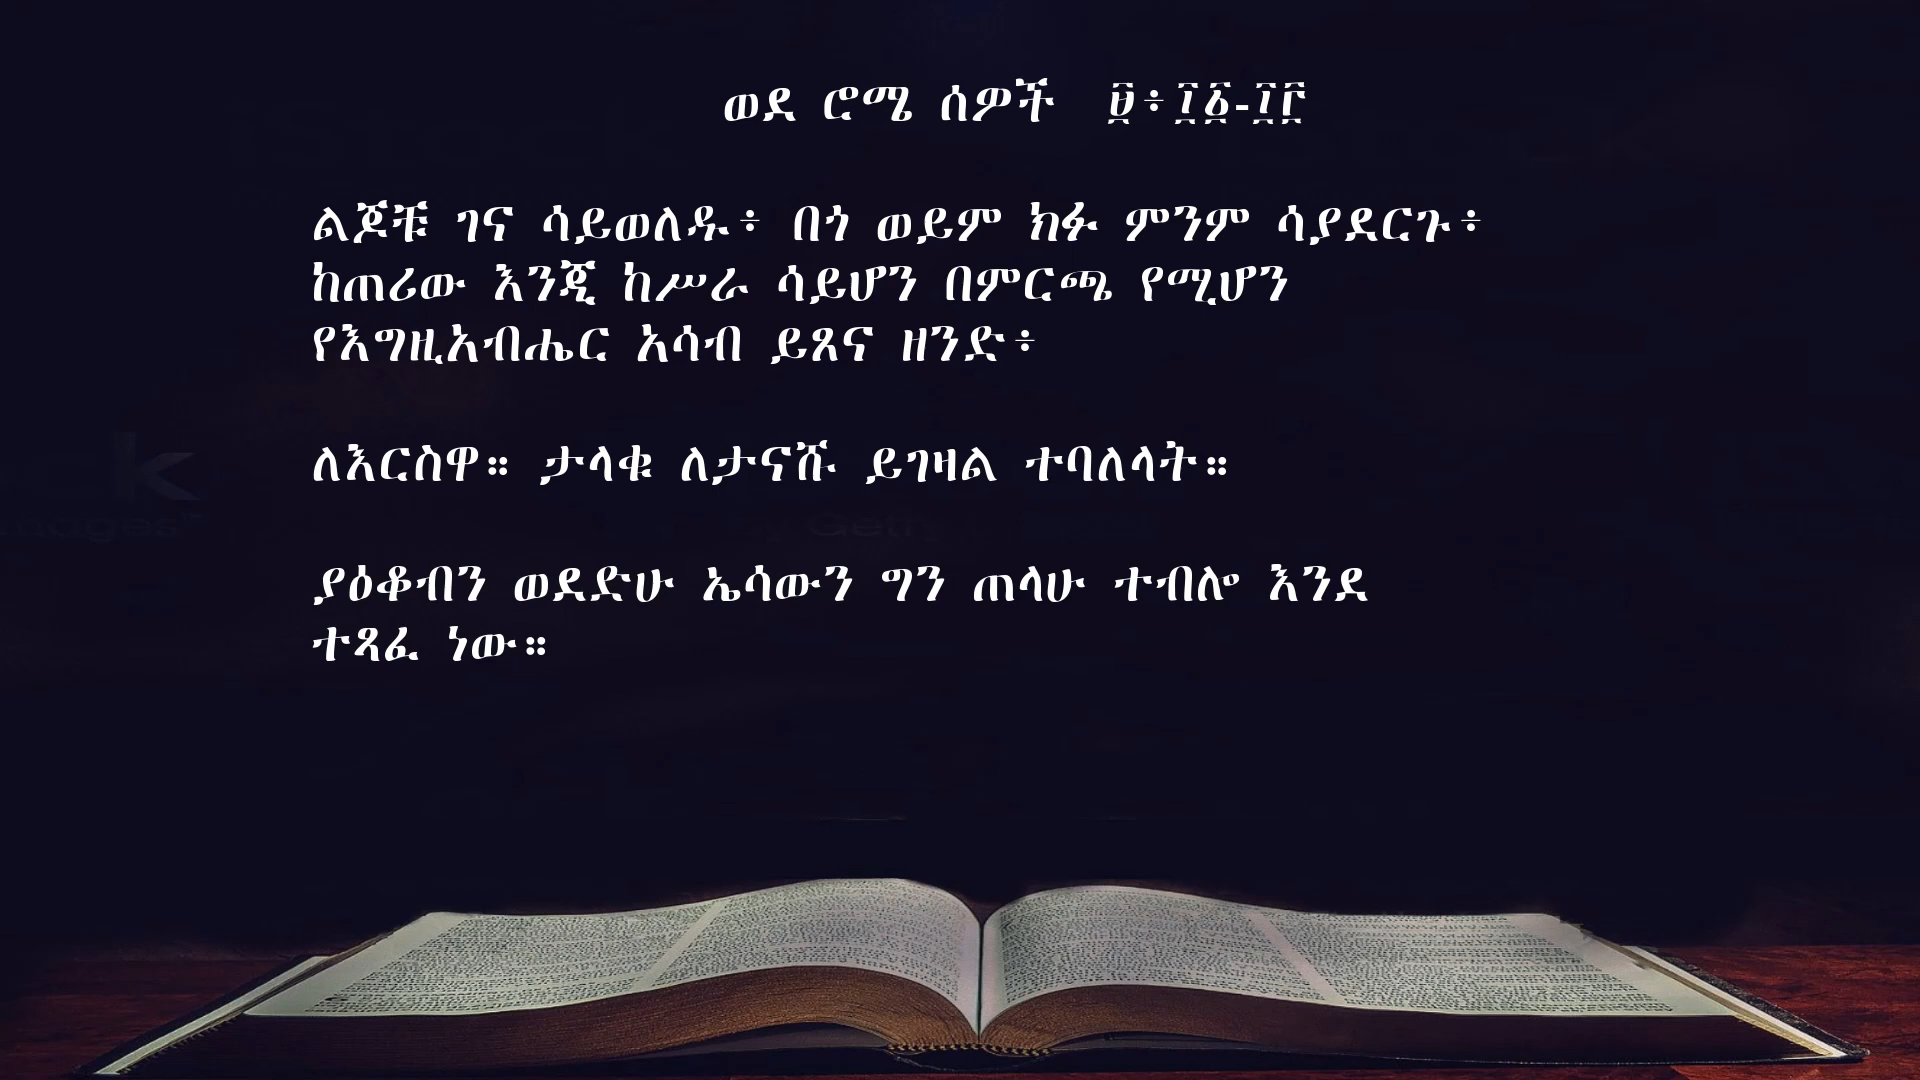 ወደ ሮሜ ሰዎች ፱፥፲፩-፲፫
ልጆቹ ገና ሳይወለዱ፥ በጎ ወይም ክፉ ምንም ሳያደርጉ፥
ከጠሪው እንጂ ከሥራ ሳይሆን በምርጫ የሚሆን
የእግዚአብሔር አሳብ ይጸና ዘንድ፥
ለእርስዋ። ታላቁ ለታናሹ ይገዛል ተባለላት።
ያዕቆብን ወደድሁ ኤሳውን ግን ጠላሁ ተብሎ እንደ
ተጻፈ ነው።